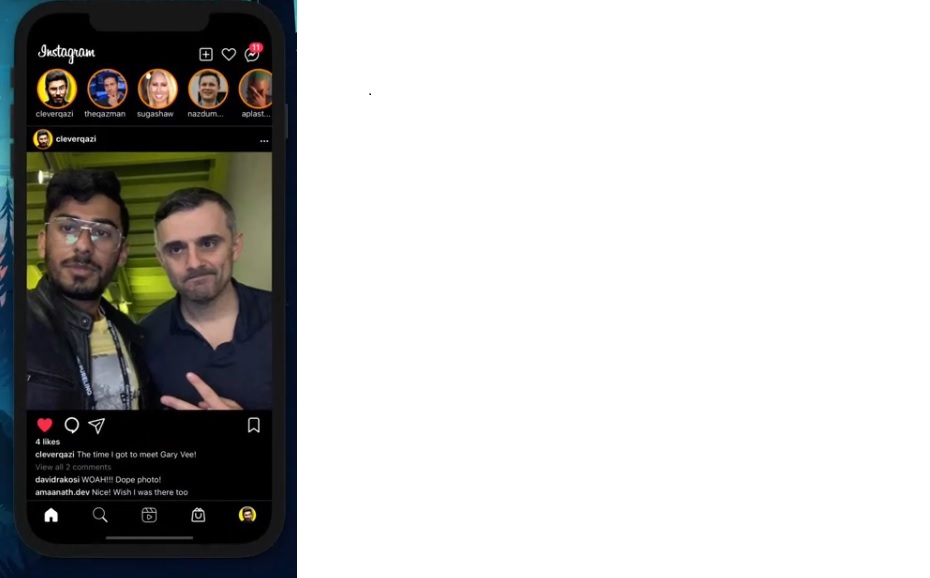 Instagram
11
cleverqazi theqazman sugashaw nazdum... aplast...
cleverqazi
4 likes
cleverqazi The time I got to meet Gary Vee!
View all 2 comments
davidrakosi WOAH!!! Dope photo!
amaanath.dev Nice! Wish I was there too
.